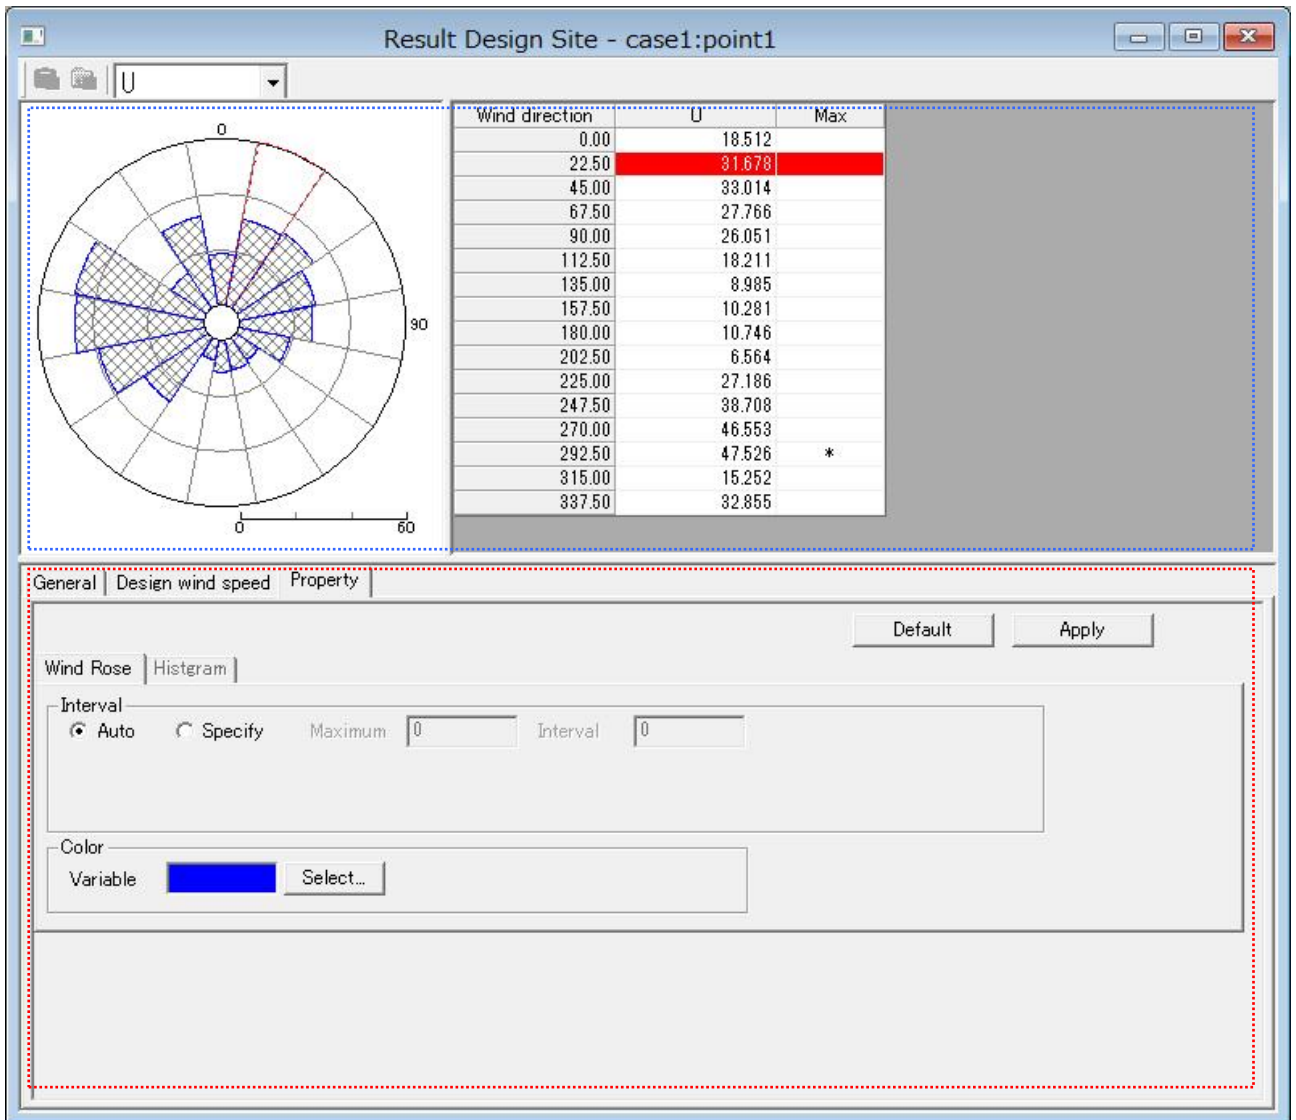 Result Design Site - case1:point1
U
0
90
0 60
Wind direction U Max
0.00 18.512
22.50 31.678
45.00 33.014
67.50 27.766
90.00 26.051
112.50 18.211
135.00 8.985
157.50 10.281
180.00 10.746
202.50 6.564
225.00 27.186
247.50 38.708
270.00 46.553
292.50 47.526 *
315.00 15.252
337.50 32.855
General Design wind speed Property
Default Apply
Wind Rose Histgram
Interval
Auto Specify Maximum 0 Interval 0
Color
Variable Select...